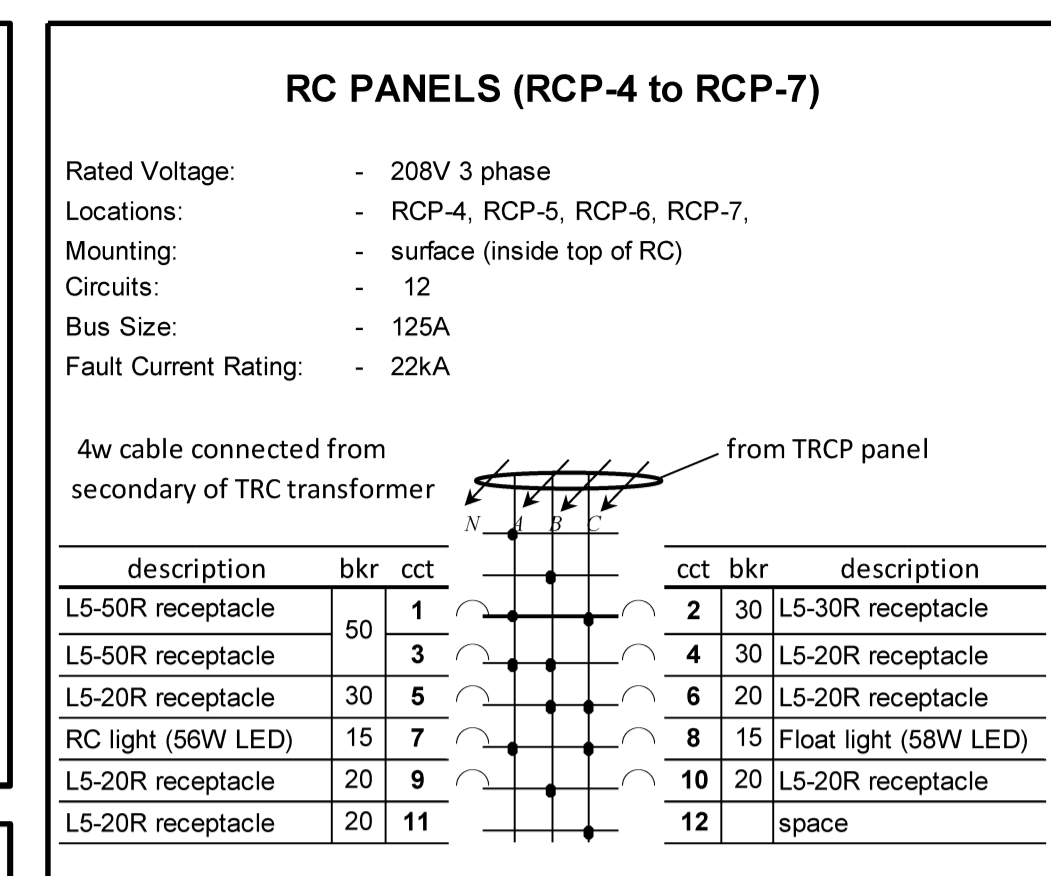 RC PANELS (RCP-4 to RCP-7)
Rated Voltage: - 208V 3 phase
Locations: - RCP-4, RCP-5, RCP-6, RCP-7,
Mounting: - surface (inside top of RC)
Circuits: - 12
Bus Size: - 125A
Fault Current Rating: - 22kA
4w cable connected from
secondary of TRC transformer
from TRCP panel
N A B C
description bkr cct cct bkr description
L5-50R receptacle 50 1 2 30 L5-30R receptacle
L5-50R receptacle 3 4 30 L5-20R receptacle
L5-20R receptacle 30 5 6 20 L5-20R receptacle
RC light (56W LED) 15 7 8 15 Float light (58W LED)
L5-20R receptacle 20 9 10 20 L5-20R receptacle
L5-20R receptacle 20 11 12 space